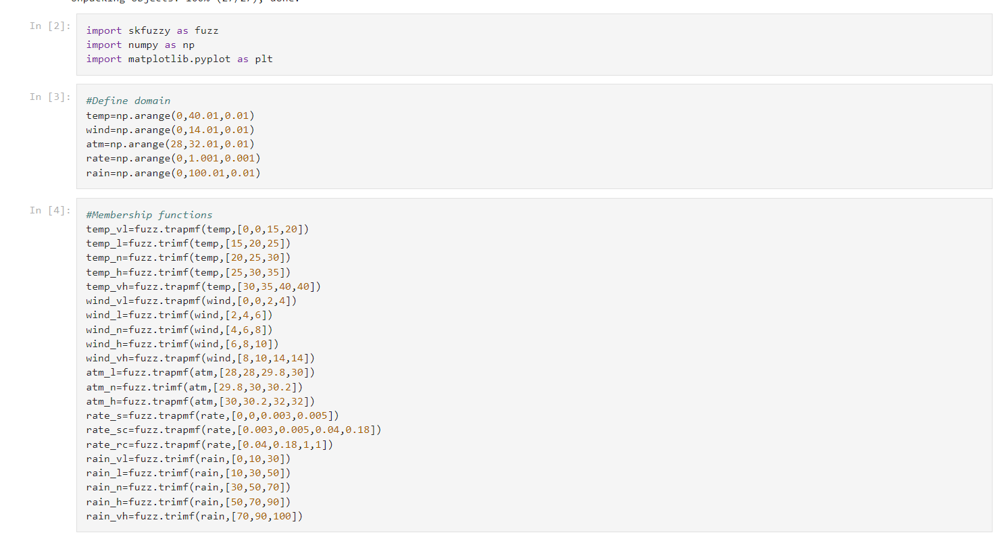 Unpacking objects: 100% (27/27), done.
In [2]:
import skfuzzy as fuzz
import numpy as np
import matplotlib.pyplot as plt
In [3]:
#Define domain
temp=np.arange(0,40.01,0.01)
wind=np.arange(0,14.01,0.01)
atm=np.arange(28,32.01,0.01)
rate=np.arange(0,1.001,0.001)
rain=np.arange(0,100.01,0.01)
In [4]:
#Membership functions
temp_vl=fuzz.trapmf(temp,[0,0,15,20])
temp_l=fuzz.trimf(temp,[15,20,25])
temp_n=fuzz.trimf(temp,[20,25,30])
temp_h=fuzz.trimf(temp,[25,30,35])
temp_vh=fuzz.trapmf(temp,[30,35,40,40])
wind_vl=fuzz.trapmf(wind,[0,0,2,4])
wind_l=fuzz.trimf(wind,[2,4,6])
wind_n=fuzz.trimf(wind,[4,6,8])
wind_h=fuzz.trimf(wind,[6,8,10])
wind_vh=fuzz.trapmf(wind,[8,10,14,14])
atm_l=fuzz.trapmf(atm,[28,28,29.8,30])
atm_n=fuzz.trimf(atm,[29.8,30,30.2])
atm_h=fuzz.trapmf(atm,[30,30.2,32,32])
rate_s=fuzz.trapmf(rate,[0,0,0.003,0.005])
rate_sc=fuzz.trapmf(rate,[0.003,0.005,0.04,0.18])
rate_rc=fuzz.trapmf(rate,[0.04,0.18,1,1])
rain_vl=fuzz.trimf(rain,[0,10,30])
rain_l=fuzz.trimf(rain,[10,30,50])
rain_n=fuzz.trimf(rain,[30,50,70])
rain_h=fuzz.trimf(rain,[50,70,90])
rain_vh=fuzz.trimf(rain,[70,90,100])